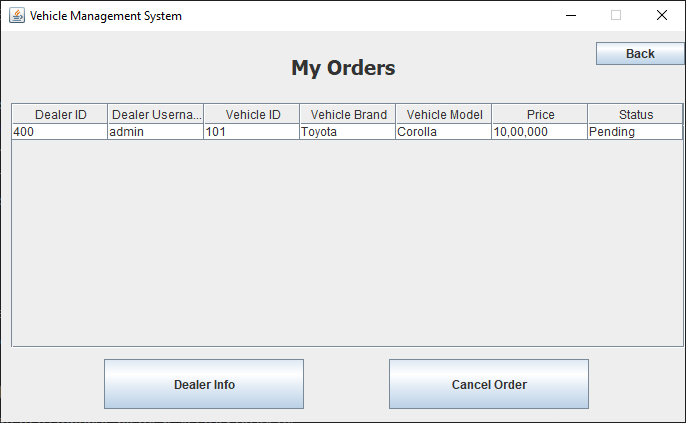 Vehicle Management System
Back
My Orders
Dealer ID Dealer Userna... Vehicle ID Vehicle Brand Vehicle Model Price Status
400 admin 101 Toyota Corolla 10,00,000 Pending
Dealer Info Cancel Order